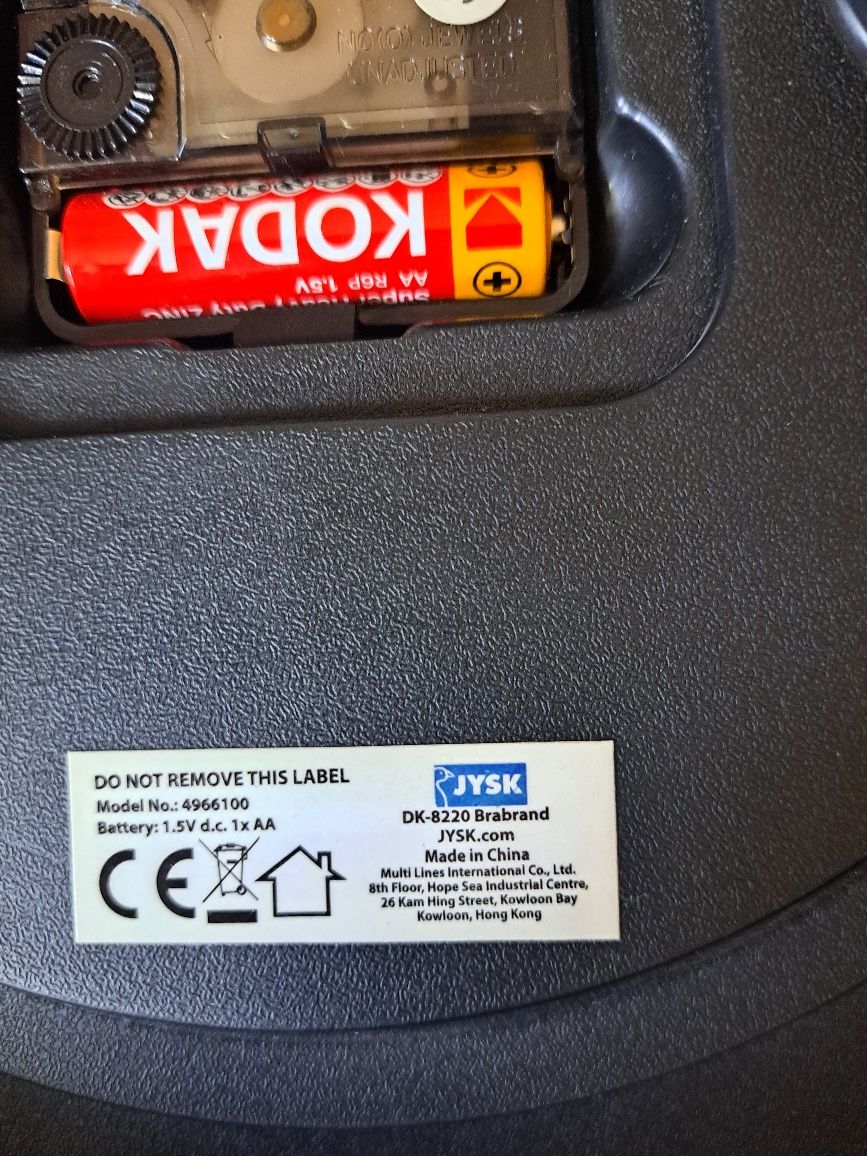 NO(0) JEWELS
UNADJUSTED
KODAK
AA R6P 1.5V
Super Heavy Duty ZINC
DO NOT REMOVE THIS LABEL
Model No.: 4966100
Battery: 1.5V d.c. 1x AA
CE
JYSK
DK-8220 Brabrand
JYSK.com
Made in China
Multi Lines International Co., Ltd.
8th Floor, Hope Sea Industrial Centre,
26 Kam Hing Street, Kowloon Bay
Kowloon, Hong Kong